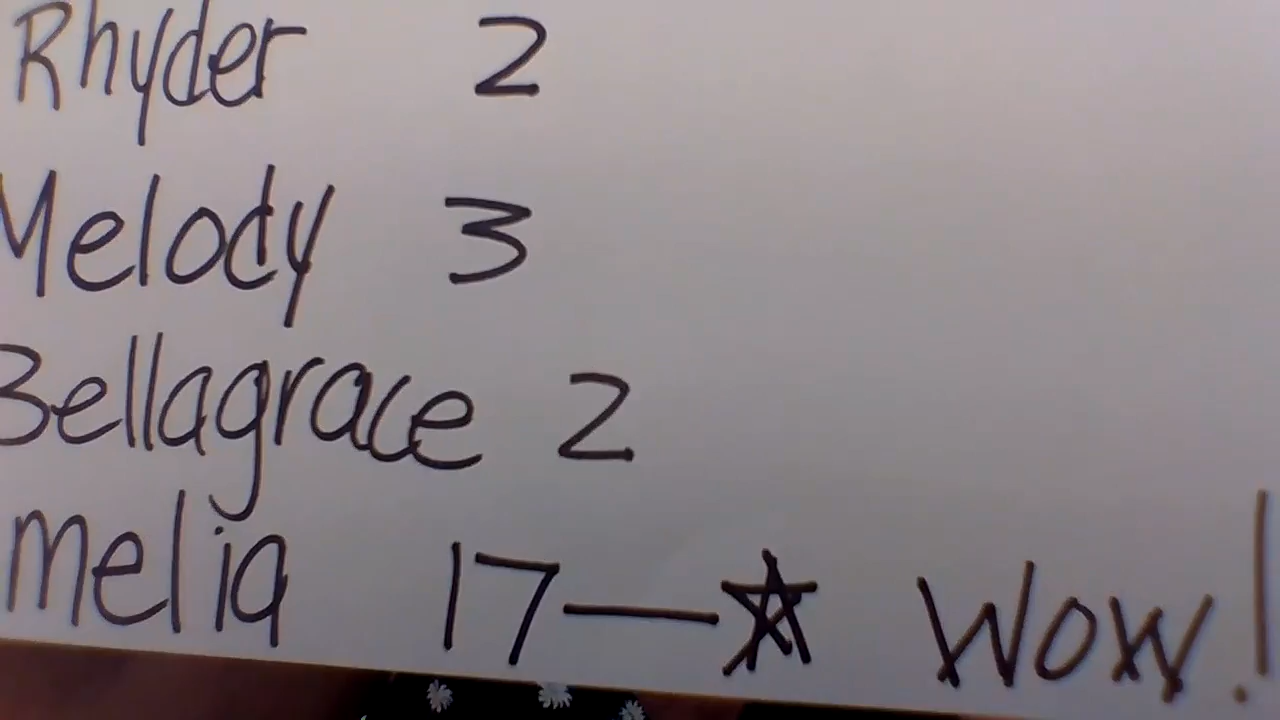 Rhyder 2
Melody 3
Bellagrace 2
melia 17—☆ Wow!